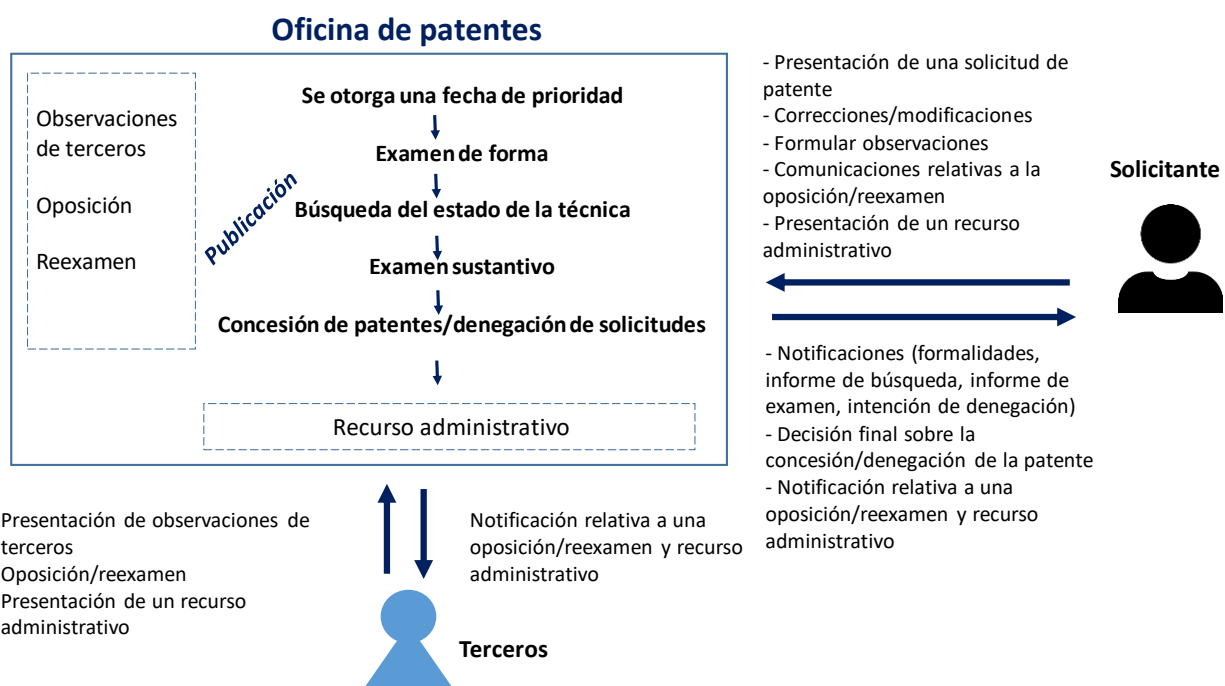 Oficina de patentes
Observaciones
de terceros
Oposición
Reexamen
Publicación
Se otorga una fecha de prioridad
Examen de forma
Búsqueda del estado de la técnica
Examen sustantivo
Concesión de patentes/denegación de solicitudes
Recurso administrativo
- Presentación de una solicitud de
patente
- Correcciones/modificaciones
- Formular observaciones
- Comunicaciones relativas a la
oposición/reexamen
- Presentación de un recurso
administrativo
Solicitante
- Notificaciones (formalidades,
informe de búsqueda, informe de
examen, intención de denegación)
- Decisión final sobre la
concesión/denegación de la patente
- Notificación relativa a una
oposición/reexamen y recurso
administrativo
Presentación de observaciones de
terceros
Oposición/reexamen
Presentación de un recurso
administrativo
Notificación relativa a una
oposición/reexamen y recurso
administrativo
Terceros